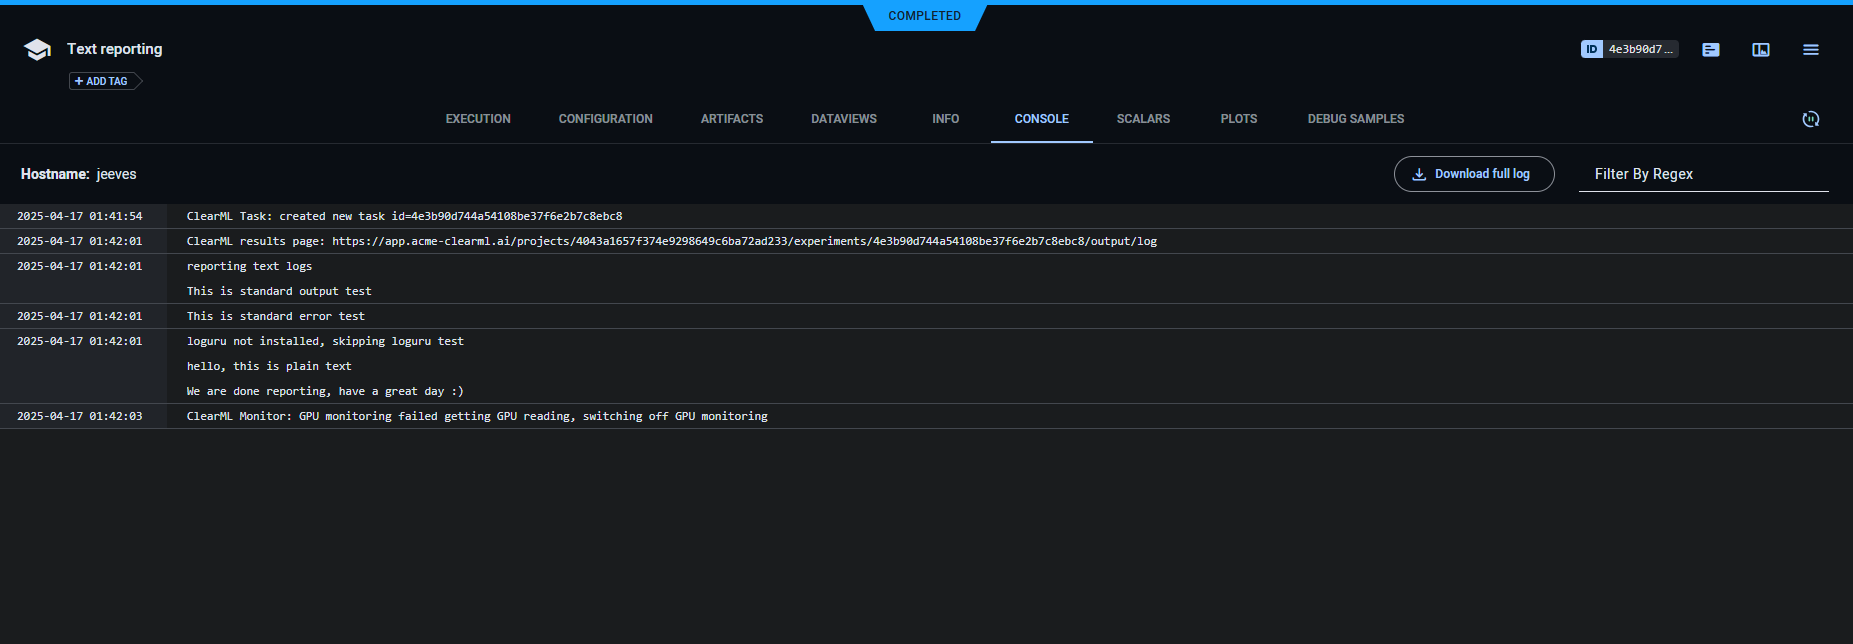 COMPLETED
Text reporting
ID 4e3b90d7 ...
+ ADD TAG
EXECUTION CONFIGURATION ARTIFACTS DATAVIEWS INFO CONSOLE SCALARS PLOTS DEBUG SAMPLES
Hostname: jeeves
Download full log
Filter By Regex
2025-04-17 01:41:54 ClearML Task: created new task id=4e3b90d744a54108be37f6e2b7c8ebc8
2025-04-17 01:42:01 ClearML results page: https://app.acme-clearml.ai/projects/4043a1657f374e9298649c6ba72ad233/experiments/4e3b90d744a54108be37f6e2b7c8ebc8/output/log
2025-04-17 01:42:01 reporting text logs
This is standard output test
2025-04-17 01:42:01 This is standard error test
2025-04-17 01:42:01 loguru not installed, skipping loguru test
hello, this is plain text
We are done reporting, have a great day :)
2025-04-17 01:42:03 ClearML Monitor: GPU monitoring failed getting GPU reading, switching off GPU monitoring